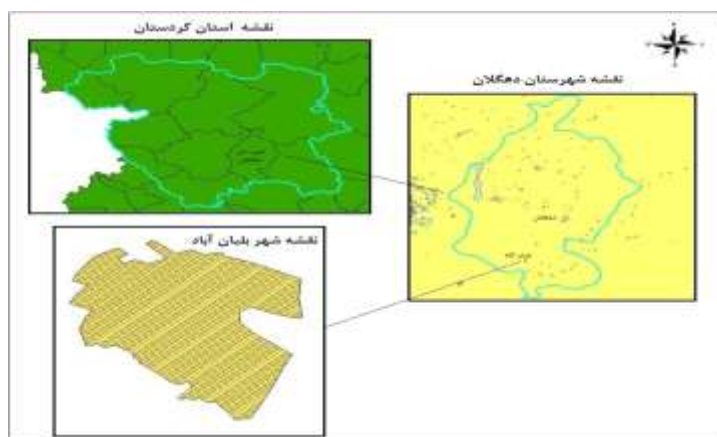 نقشه استان کردستان
نقشه شهرستان دهگلان
نقشه شهر بلبان آباد